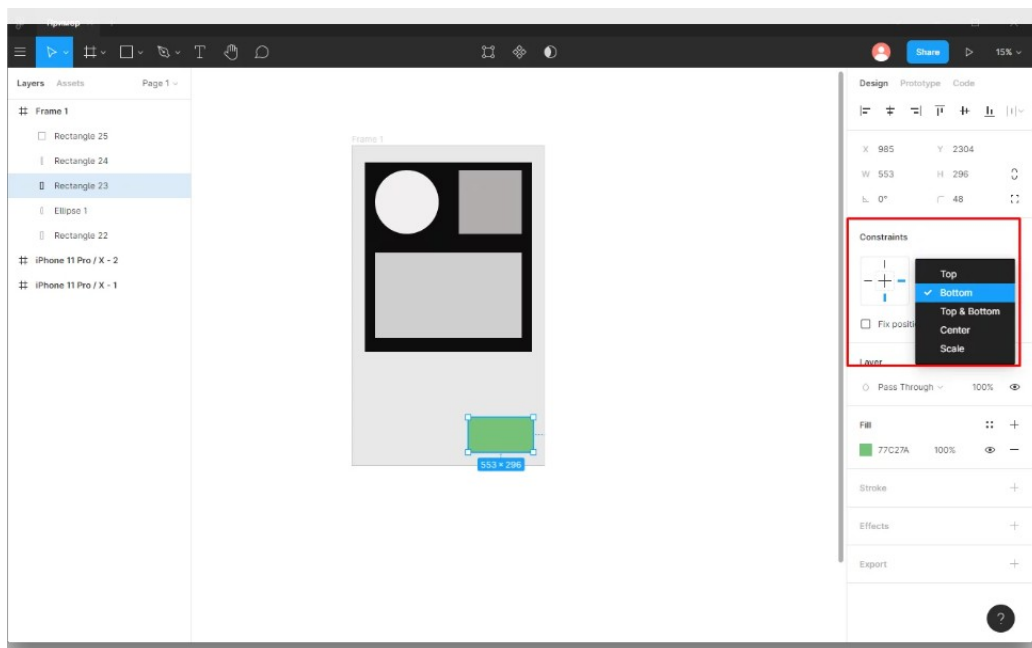 Share
15%
Layers Assets Page 1
Frame 1
Rectangle 25
Rectangle 24
Rectangle 23
Ellipse 1
Rectangle 22
iPhone 11 Pro / X - 2
iPhone 11 Pro / X - 1
Frame 1
553 × 296
Design Prototype Code
X 985 Y 2304
W 553 H 296
0° 48
Constraints
Top
Bottom
Top & Bottom
Center
Scale
Fix positi
Layer
Pass Through 100%
Fill
77C27A 100%
Stroke
Effects
Export
?